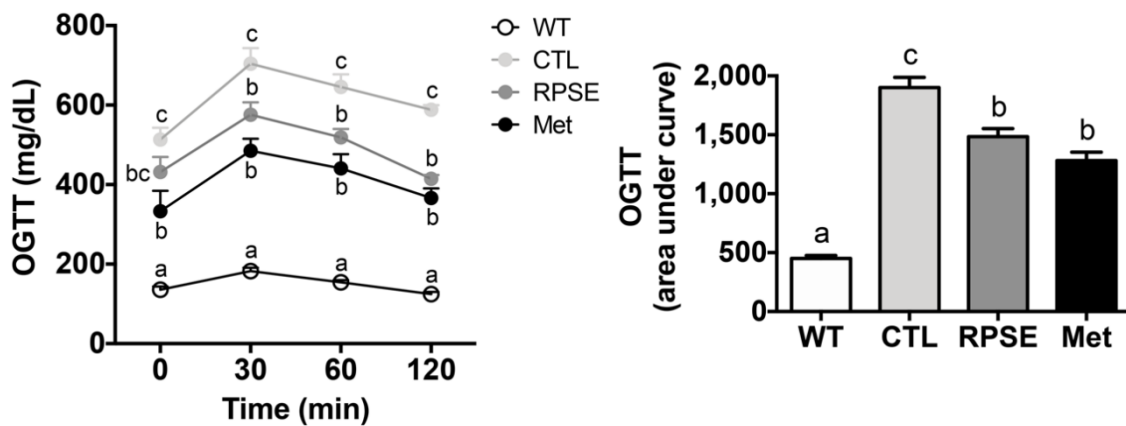 800
600
400
200
0
OGTT (mg/dL)
c
c
c
c
b
b
b
bc
b
b
b
b
b
a
a
a
a
0 30 60 120
Time (min)
WT
CTL
RPSE
Met
OGTT
(area under curve)
2,000
1,500
1,000
500
0
a
c
b
b
WT CTL RPSE Met